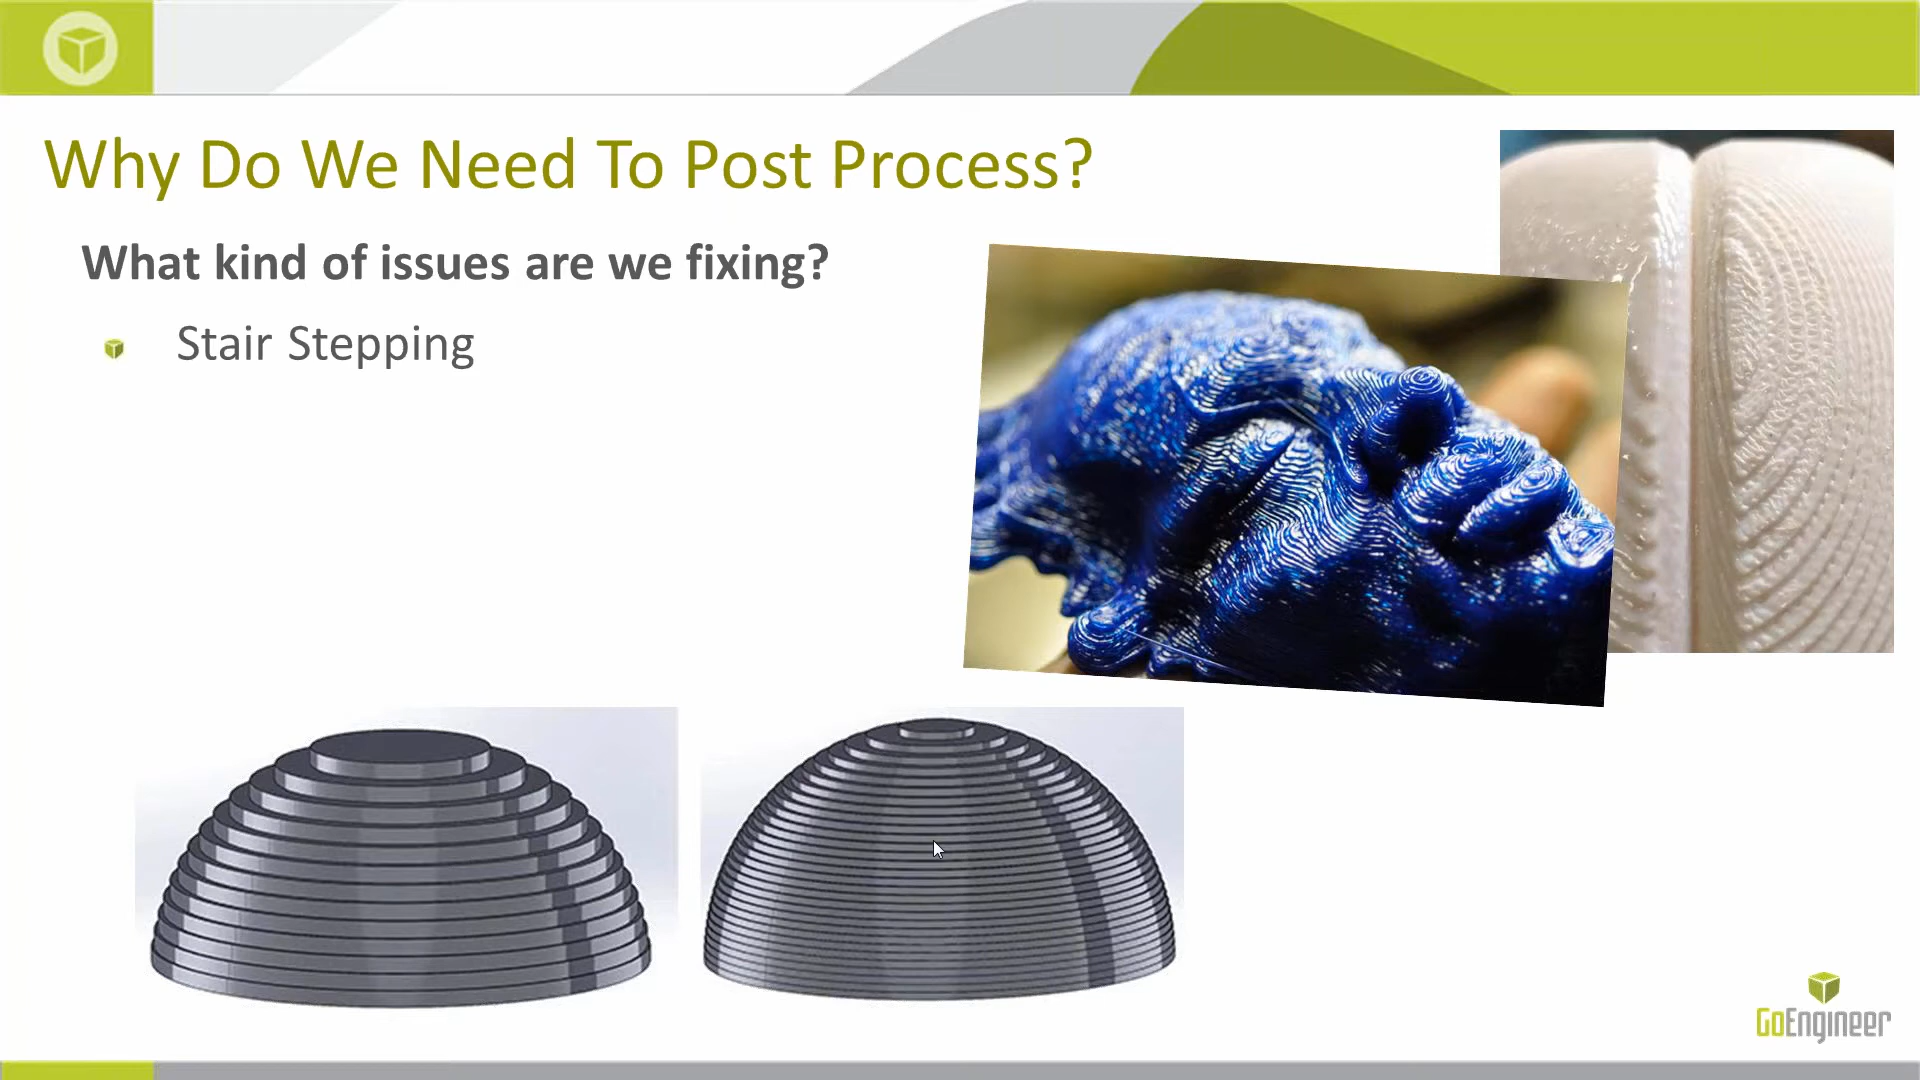 Why Do We Need To Post Process?
What kind of issues are we fixing?
Stair Stepping
GoEngineer